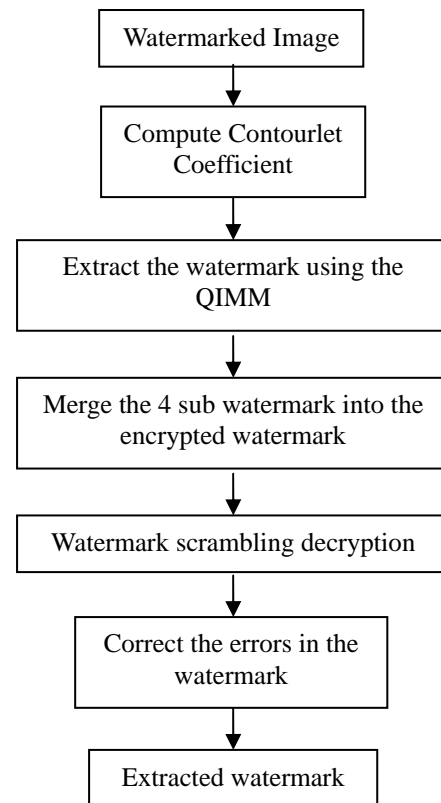 Watermarked Image
Compute Contourlet
Coefficient
Extract the watermark using the
QIMM
Merge the 4 sub watermark into the
encrypted watermark
Watermark scrambling decryption
Correct the errors in the
watermark
Extracted watermark